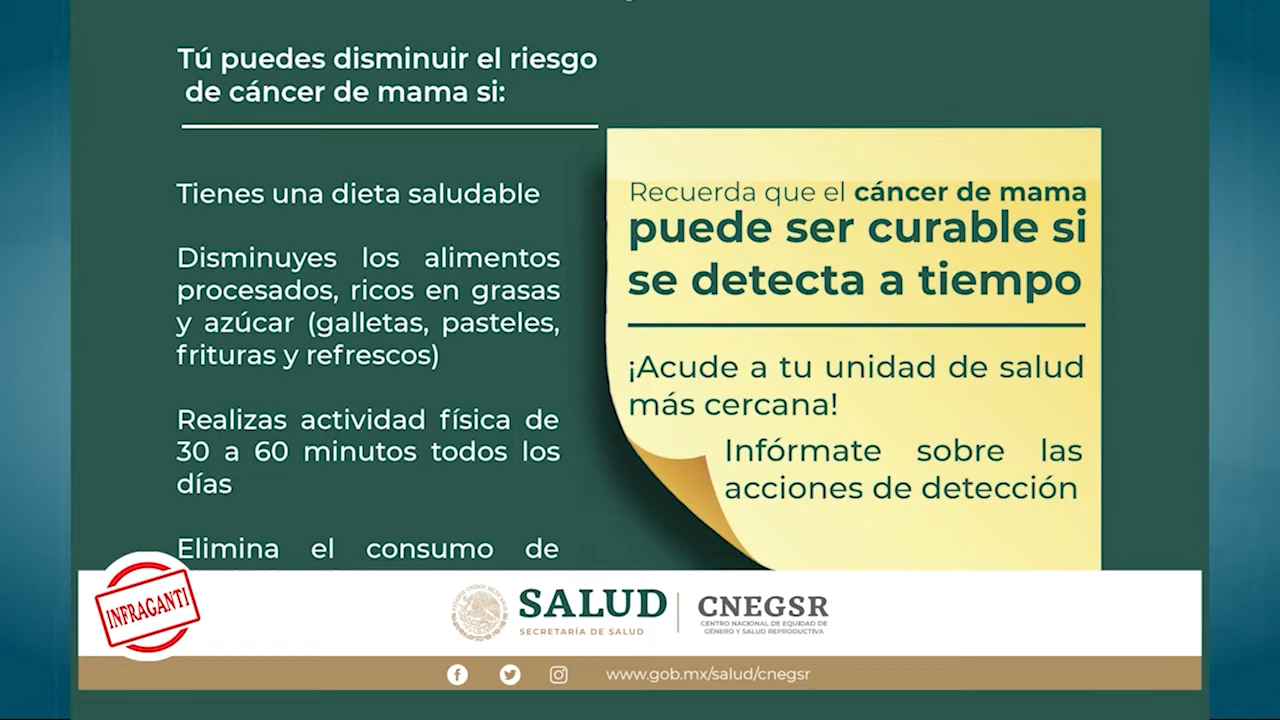 Tú puedes disminuir el riesgo
de cáncer de mama si:
Tienes una dieta saludable
Disminuyes los alimentos
procesados, ricos en grasas
y azúcar (galletas, pasteles,
frituras y refrescos)
Realizas actividad física de
30 a 60 minutos todos los
días
Elimina el consumo de
Recuerda que el cáncer de mama
puede ser curable si
se detecta a tiempo
¡Acude a tu unidad de salud
más cercana!
Infórmate sobre las
acciones de detección
INFRAGANTI
SALUD
SECRETARÍA DE SALUD
CNEGSR
CENTRO NACIONAL DE EQUIDAD DE
GÉNERO Y SALUD REPRODUCTIVA
www.gob.mx/salud/cnegsr